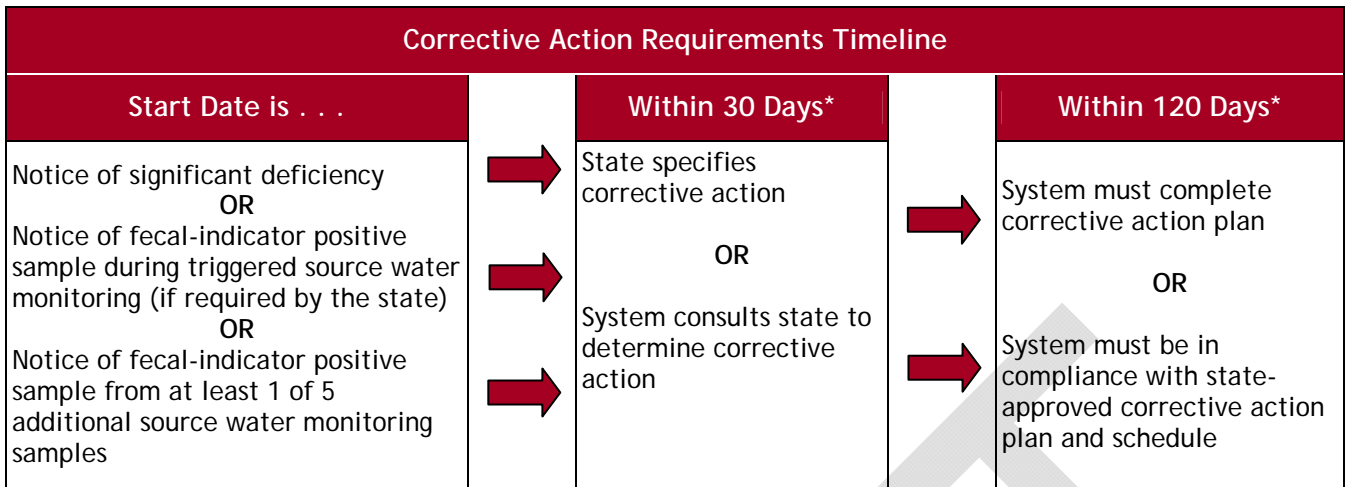 Corrective Action Requirements Timeline
Start Date is . . .
Notice of significant deficiency
OR
Notice of fecal-indicator positive
sample during triggered source water
monitoring (if required by the state)
OR
Notice of fecal-indicator positive
sample from at least 1 of 5
additional source water monitoring
samples
Within 30 Days*
State specifies
corrective action
OR
System consults state to
determine corrective
action
Within 120 Days*
System must complete
corrective action plan
OR
System must be in
compliance with state-
approved corrective action
plan and schedule